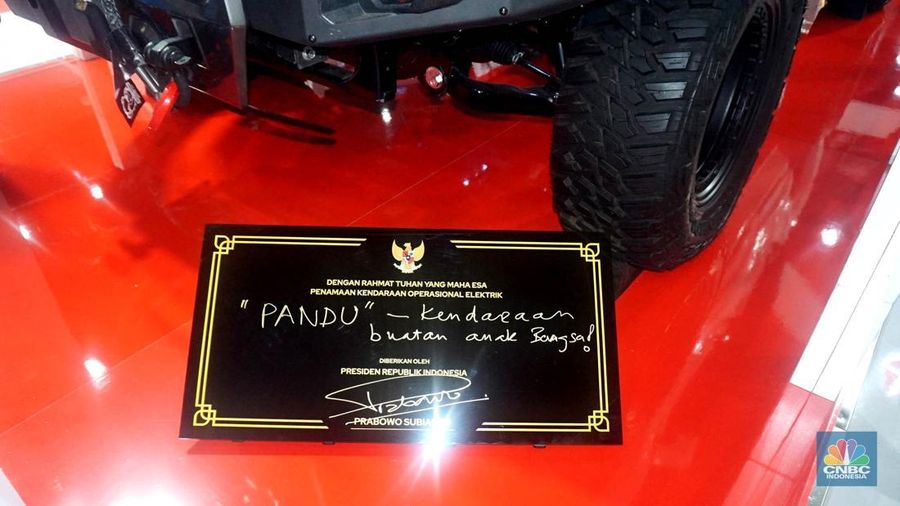 DENGAN RAHMAT TUHAN YANG MAHA ESA
PENAMAAN KENDARAAN OPERASIONAL ELEKTRIK
"PANDU" – Kendaraan
buatan anak Bangsa!
DIBERIKAN OLEH
PRESIDEN REPUBLIK INDONESIA
Prabowo
PRABOWO SUBIANTO
CNBC
INDONESIA